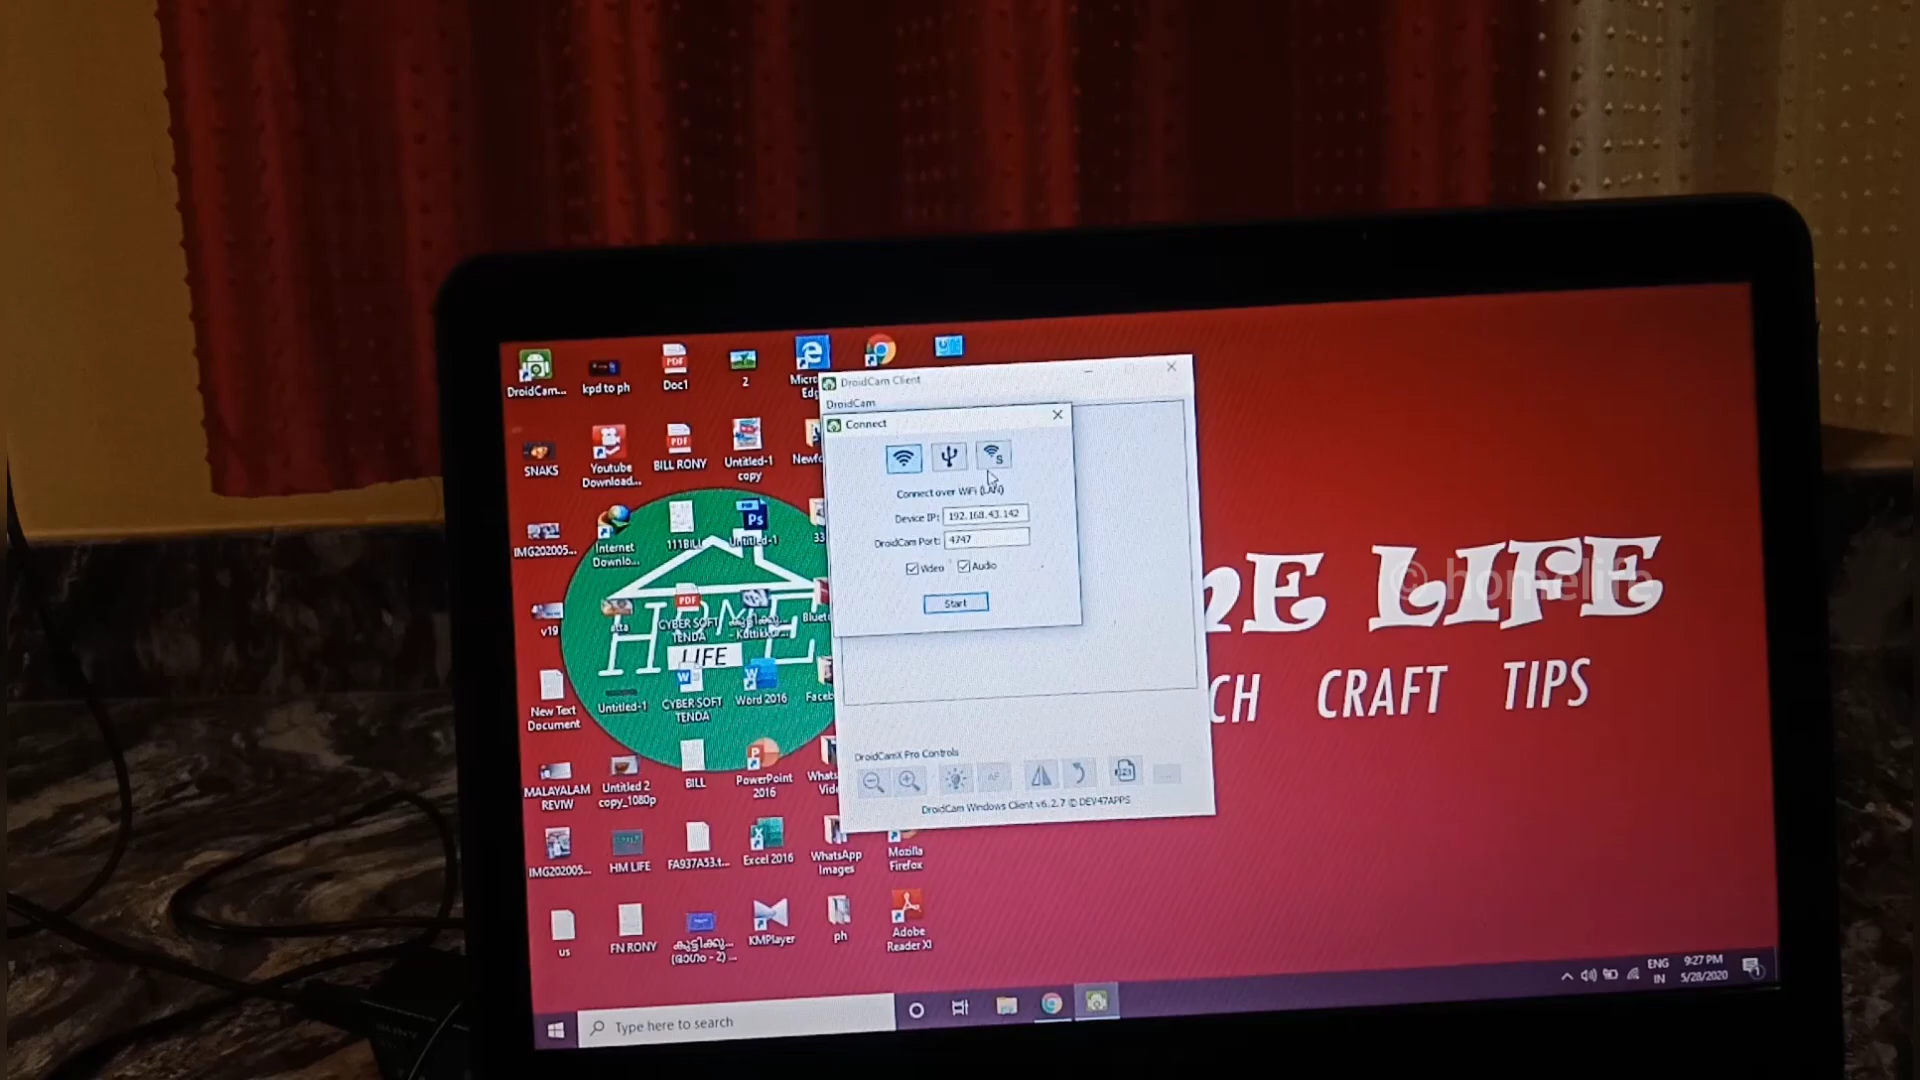 DroidCam...
kpd to ph
Doc1
2
DroidCam Client
DroidCam
Connect
Connect over WiFi (LAN)
Device IP: 192.168.43.142
DroidCam Port: 4747
Video Audio
Start
DroidCamX Pro Controls
DroidCam Windows Client v6.2.7 © DEV47APPS
SNAKS
Youtube
Download...
BILL RONY
Untitled-1
copy
IMG202005...
Internet
Downlo...
111BILL
Untitled-1
33
v19
CYBER SOFT
TENDA
HOME
LIFE
New Text
Document
Untitled-1
CYBER SOFT
TENDA
Word 2016
MALAYALAM
REVIW
Untitled 2
copy_1080p
BILL
PowerPoint
2016
IMG202005...
HM LIFE
FA937A53.t...
Excel 2016
WhatsApp
Images
Mozilla
Firefox
us
FN RONY
കുട്ടിക്കു...
(ഭാഗം - 2) ...
KMPlayer
ph
Adobe
Reader XI
ME LIFE
© homelife
CH CRAFT TIPS
Type here to search
ENG
IN
9:27 PM
5/28/2020